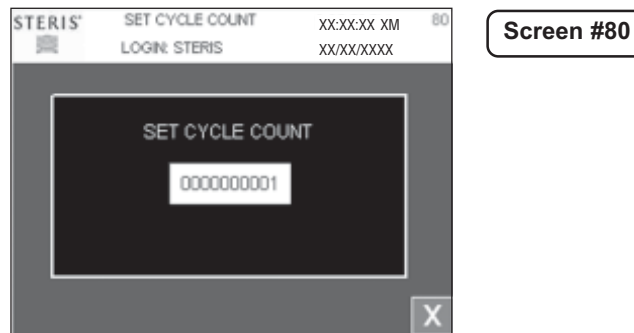 STERIS® SET CYCLE COUNT XX:XX:XX XM 80
LOGIN: STERIS XX/XX/XXXX
Screen #80
SET CYCLE COUNT
0000000001
X